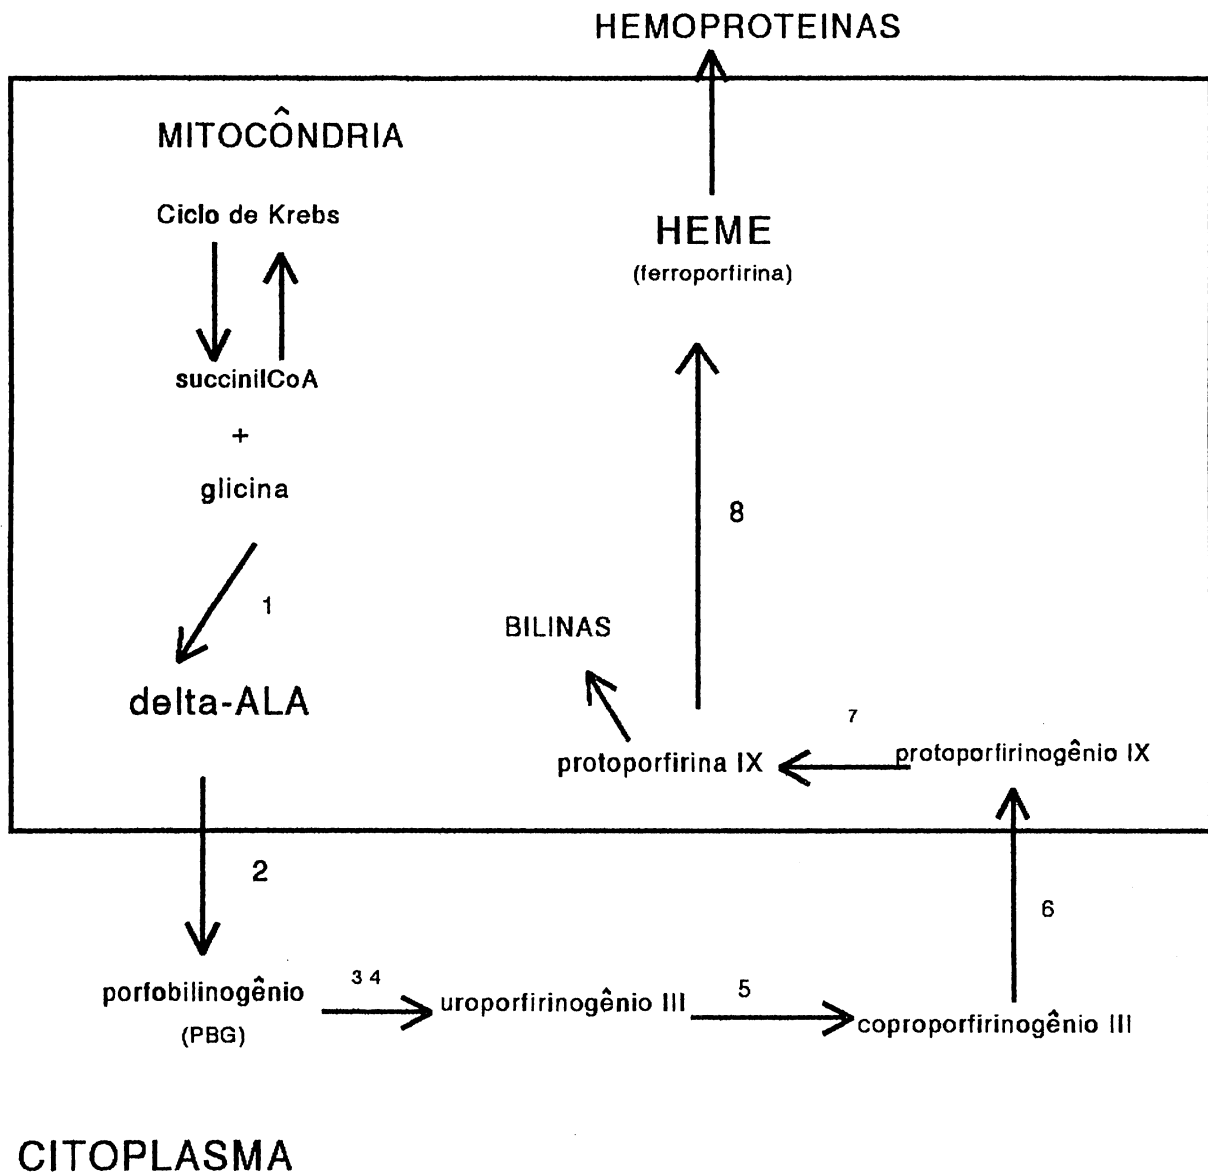 HEMOPROTEINAS
MITOCÔNDRIA
Ciclo de Krebs
succinilCoA
+
glicina
1
delta-ALA
HEME
(ferroporfirina)
8
BILINAS
protoporfirina IX
7
protoporfirinogênio IX
2
6
porfobilinogênio
(PBG)
3 4
uroporfirinogênio III
5
coproporfirinogênio III
CITOPLASMA